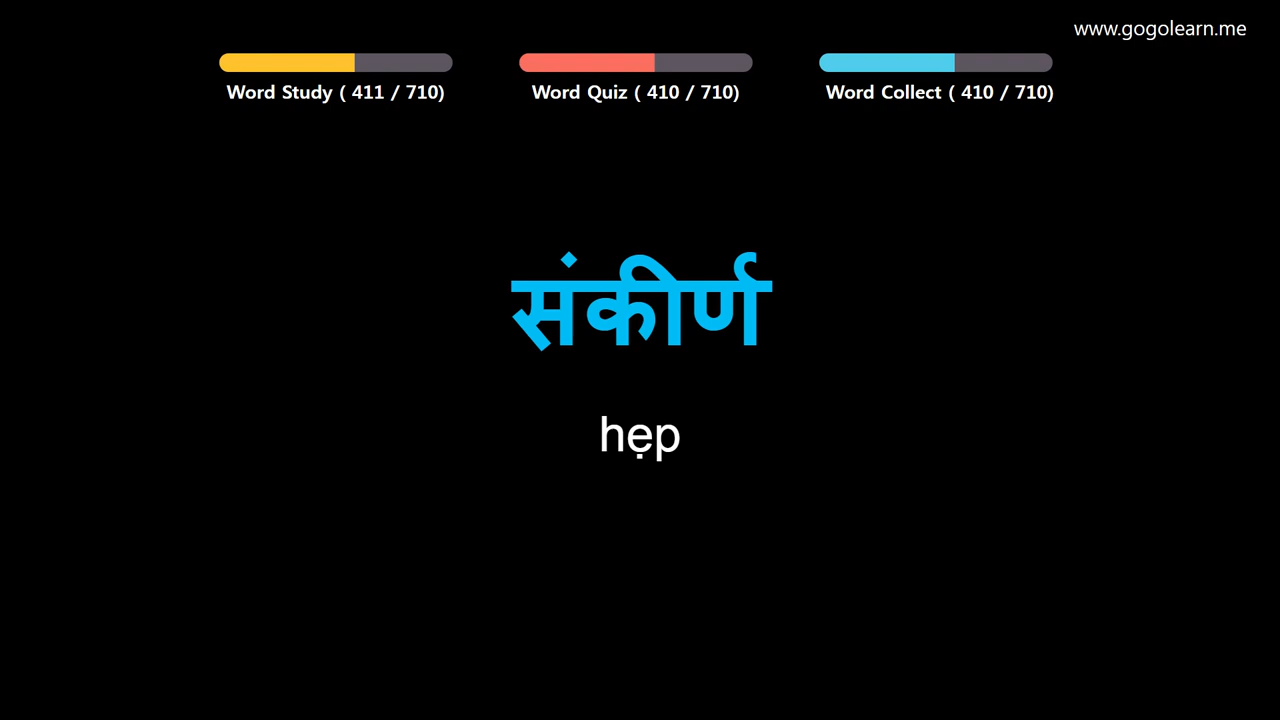 www.gogolearn.me
Word Study ( 411 / 710)
Word Quiz ( 410 / 710)
Word Collect ( 410 / 710)
संकीर्ण
hẹp